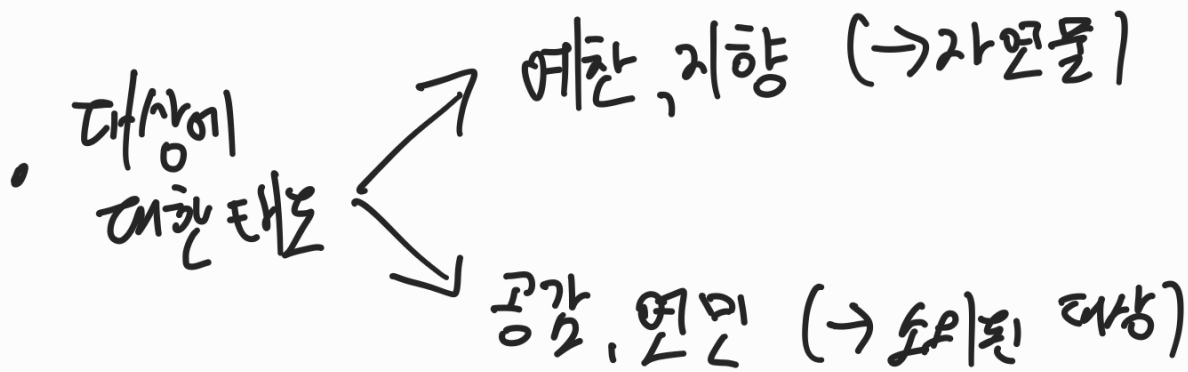 예찬, 지향 (→자연물)
• 대상에
대한 태도
공감, 연민 (→ 소외된 대상)